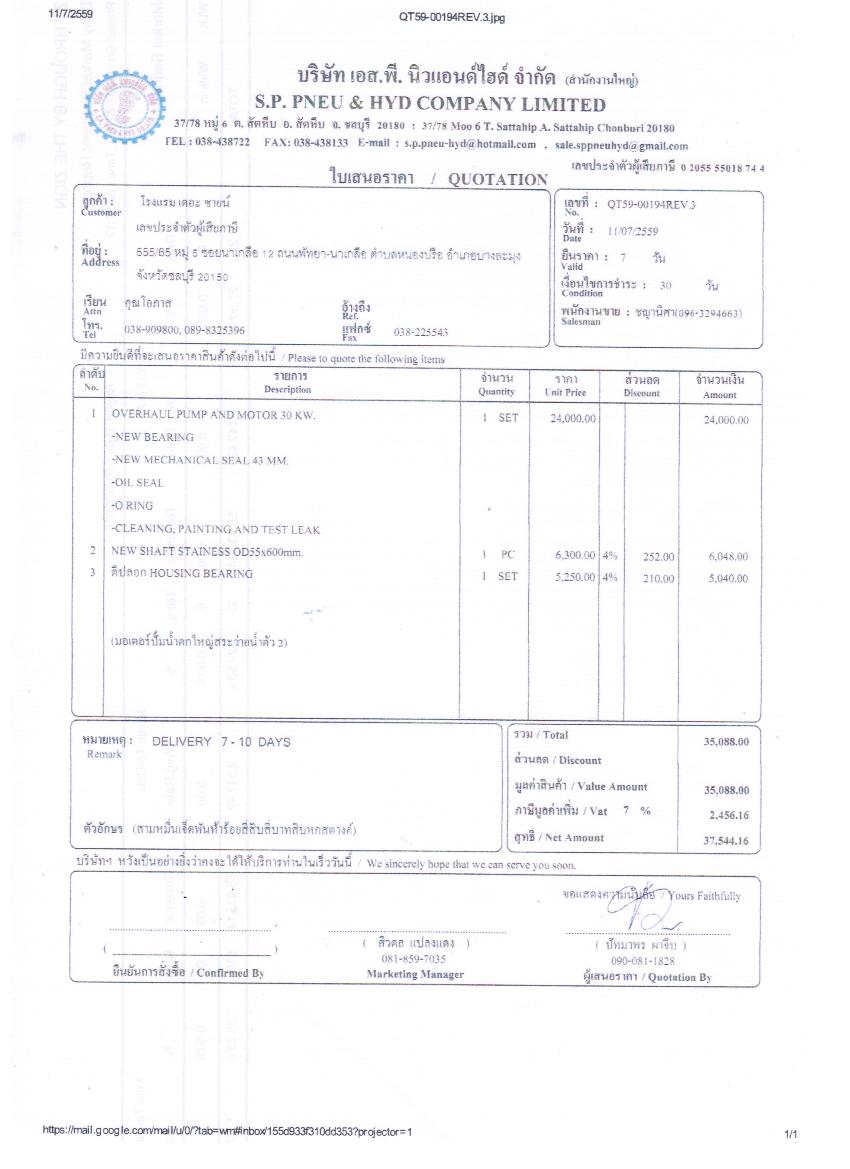 11/7/2559
QT59-00194REV.3.jpg
บริษัท เอส.พี. นิวแอนด์ไฮด์ จำกัด (สำนักงานใหญ่)
S.P. PNEU & HYD COMPANY LIMITED
37/78 หมู่ 6 ต. สัตหีบ อ. สัตหีบ จ. ชลบุรี 20180 : 37/78 Moo 6 T. Sattahip A. Sattahip Chonburi 20180
TEL : 038-438722 FAX: 038-438133 E-mail : s.p.pneu-hyd@hotmail.com , sale.sppneuhyd@gmail.com
เลขประจำตัวผู้เสียภาษี 0 2055 55018 74 4
ใบเสนอราคา / QUOTATION
ลูกค้า : โรงแรม เดอะ ซายน์
Customer
เลขประจำตัวผู้เสียภาษี
ที่อยู่ : 555/65 หมู่ 5 ซอยนาเกลือ 12 ถนนพัทยา-นาเกลือ ตำบลหนองปรือ อำเภอบางละมุง
Address
จังหวัดชลบุรี 20150
เรียน คุณโอภาส
Attn
อ้างถึง
Ref.
โทร. 038-909800, 089-8325396
Tel
แฟกซ์ 038-225543
Fax
เลขที่ : QT59-00194REV.3
No.
วันที่ : 11/07/2559
Date
ยืนราคา : 7 วัน
Valid
เงื่อนไขการชำระ : 30 วัน
Condition
พนักงานขาย : ชญานิศา(096-3294663)
Salesman
มีความยินดีที่จะเสนอราคาสินค้าดังต่อไปนี้ / Please to quote the following items
ลำดับ รายการ จำนวน ราคา ส่วนลด จำนวนเงิน
No. Description Quantity Unit Price Discount Amount
1 OVERHAUL PUMP AND MOTOR 30 KW. 1 SET 24,000.00 24,000.00
-NEW BEARING
-NEW MECHANICAL SEAL 43 MM.
-OIL SEAL
-O RING
-CLEANING, PAINTING AND TEST LEAK
2 NEW SHAFT STAINESS OD55x600mm. 1 PC 6,300.00 4% 252.00 6,048.00
3 ตีปลอก HOUSING BEARING 1 SET 5,250.00 4% 210.00 5,040.00
(มอเตอร์ปั๊มน้ำตกใหญ่สระว่ายน้ำตัว 2)
หมายเหตุ : DELIVERY 7 - 10 DAYS
Remark
ตัวอักษร (สามหมื่นเจ็ดพันห้าร้อยสี่สิบสี่บาทสิบหกสตางค์)
รวม / Total 35,088.00
ส่วนลด / Discount
มูลค่าสินค้า / Value Amount 35,088.00
ภาษีมูลค่าเพิ่ม / Vat 7 % 2,456.16
สุทธิ / Net Amount 37,544.16
บริษัทฯ หวังเป็นอย่างยิ่งว่าคงจะได้ให้บริการท่านในเร็ววันนี้ / We sincerely hope that we can serve you soon.
ขอแสดงความนับถือ / Yours Faithfully
( ) ( สิวดล แปลงแดง ) ( ปัทมาพร ผาจีบ )
081-859-7035 090-081-1828
ยืนยันการสั่งซื้อ / Confirmed By Marketing Manager ผู้เสนอราคา / Quotation By
https://mail.google.com/mail/u/0/?tab=wm#inbox/155d933f310dd353?projector=1
1/1